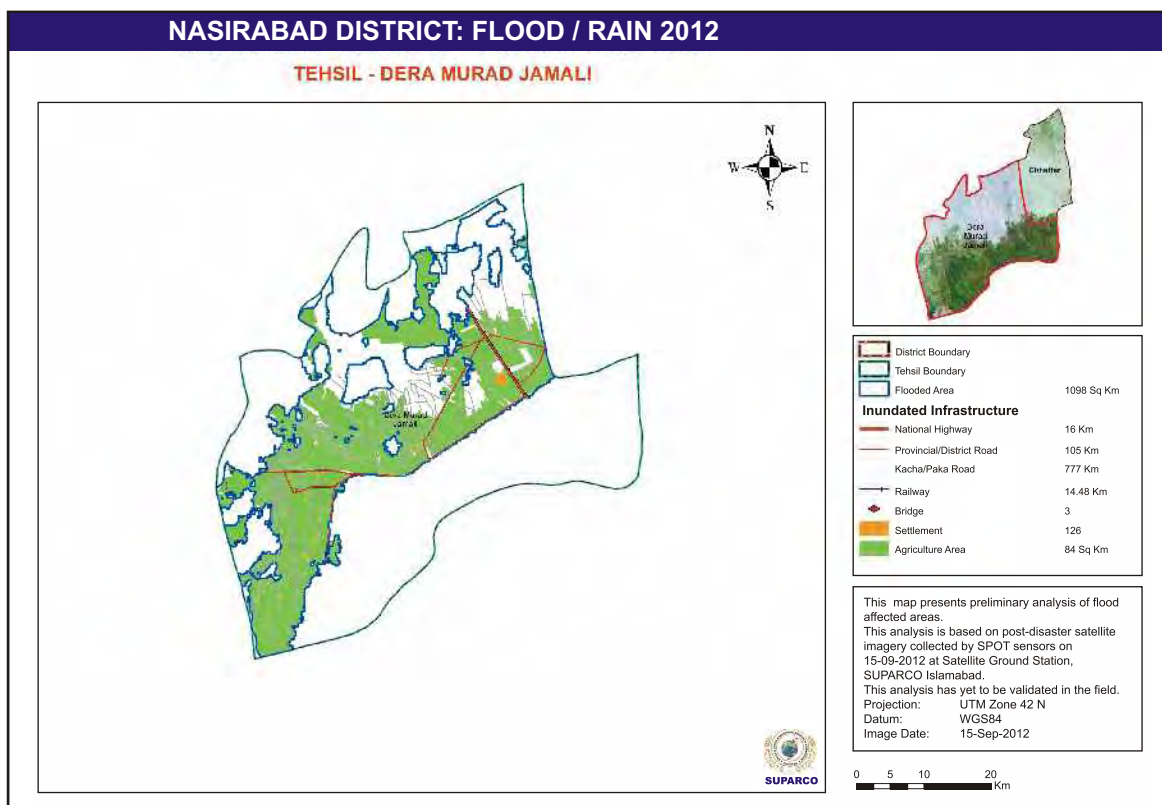 NASIRABAD DISTRICT: FLOOD / RAIN 2012
TEHSIL - DERA MURAD JAMALI
N
W E
S
Dera Murad
Jamali
SUPARCO
Chhatter
Dera
Murad
Jamali
District Boundary
Tehsil Boundary
Flooded Area 1098 Sq Km
Inundated Infrastructure
National Highway 16 Km
Provincial/District Road 105 Km
Kacha/Paka Road 777 Km
Railway 14.48 Km
Bridge 3
Settlement 126
Agriculture Area 84 Sq Km
This map presents preliminary analysis of flood
affected areas.
This analysis is based on post-disaster satellite
imagery collected by SPOT sensors on
15-09-2012 at Satellite Ground Station,
SUPARCO Islamabad.
This analysis has yet to be validated in the field.
Projection: UTM Zone 42 N
Datum: WGS84
Image Date: 15-Sep-2012
0 5 10 20
Km